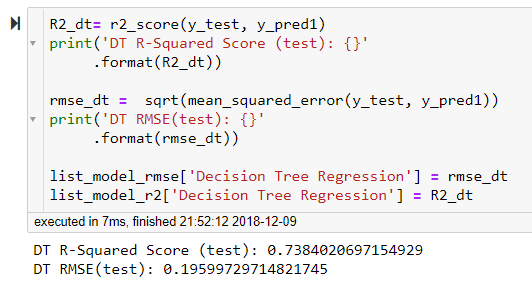 R2_dt= r2_score(y_test, y_pred1)
print('DT R-Squared Score (test): {}'
     .format(R2_dt))
rmse_dt =  sqrt(mean_squared_error(y_test, y_pred1))
print('DT RMSE(test): {}'
     .format(rmse_dt))
list_model_rmse['Decision Tree Regression'] = rmse_dt
list_model_r2['Decision Tree Regression'] = R2_dt
executed in 7ms, finished 21:52:12 2018-12-09
DT R-Squared Score (test): 0.7384020697154929
DT RMSE(test): 0.19599729714821745